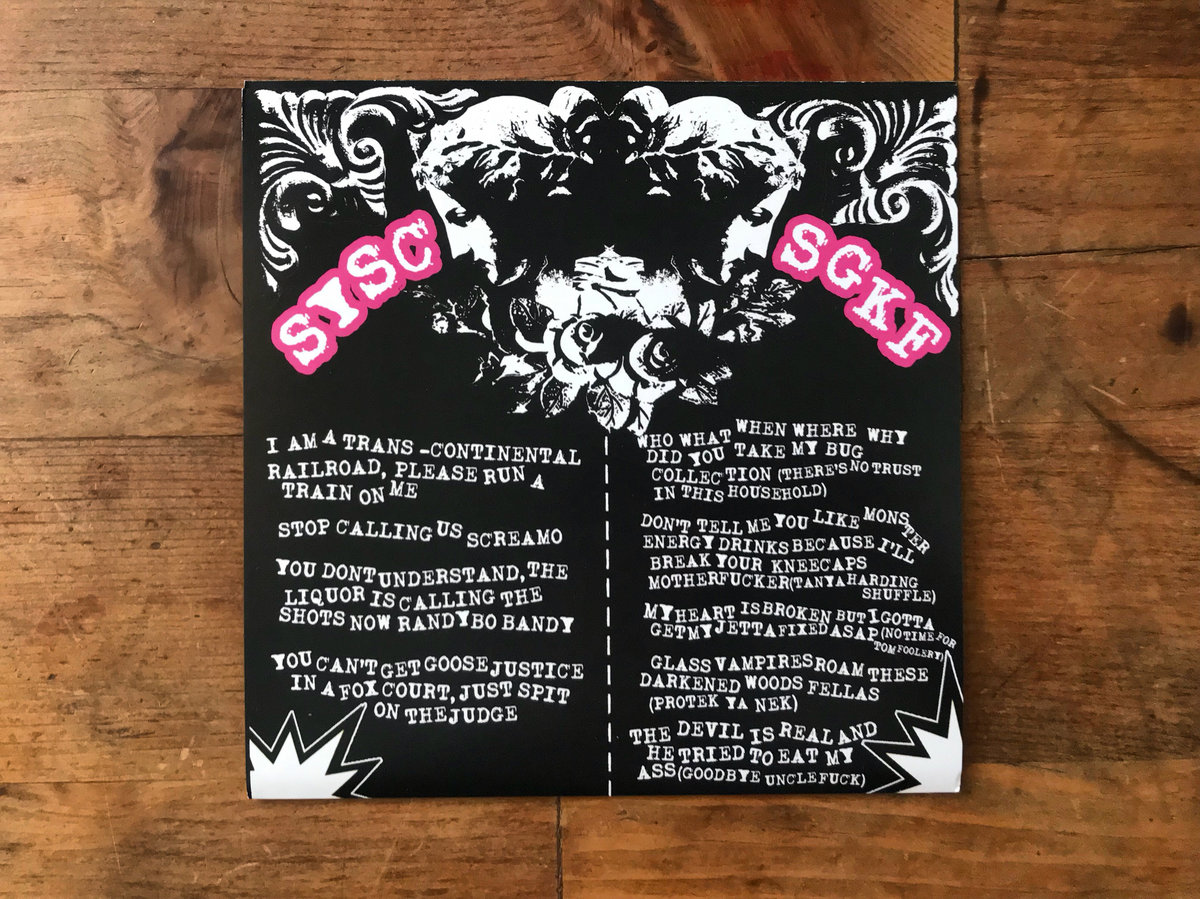 SYSC
SGKF
I AM A TRANS-CONTINENTAL
RAILROAD, PLEASE RUN A
TRAIN ON ME
STOP CALLING US SCREAMO
YOU DONT UNDERSTAND, THE
LIQUOR IS CALLING THE
SHOTS NOW RANDY BO BANDY
YOU CAN'T GET GOOSE JUSTICE
IN A FOX COURT, JUST SPIT
ON THE JUDGE
WHO WHAT WHEN WHERE WHY
DID YOU TAKE MY BUG
COLLECTION (THERE'S NO TRUST
IN THIS HOUSEHOLD)
DON'T TELL ME YOU LIKE MONSTER
ENERGY DRINKS BECAUSE I'LL
BREAK YOUR KNEECAPS
MOTHERFUCKER (TANYA HARDING
SHUFFLE)
MY HEART IS BROKEN BUT I GOTTA
GET MY JETTA FIXED ASAP (NO TIME FOR
TOM FOOLERY)
GLASS VAMPIRES ROAM THESE
DARKENED WOODS FELLAS
(PROTEK YA NEK)
THE DEVIL IS REAL AND
HE TRIED TO EAT MY
ASS (GOODBYE UNCLEFUCK)